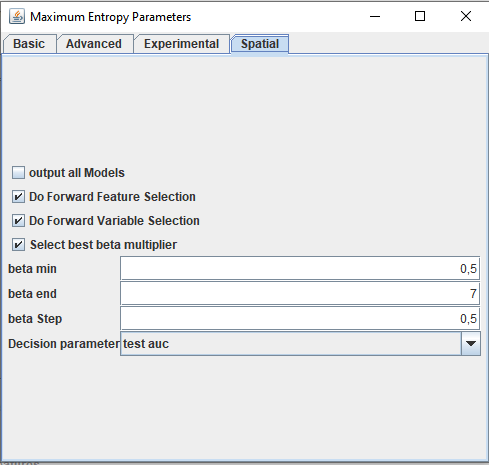 Maximum Entropy Parameters
Basic Advanced Experimental Spatial
output all Models
Do Forward Feature Selection
Do Forward Variable Selection
Select best beta multiplier
beta min 0,5
beta end 7
beta Step 0,5
Decision parameter test auc